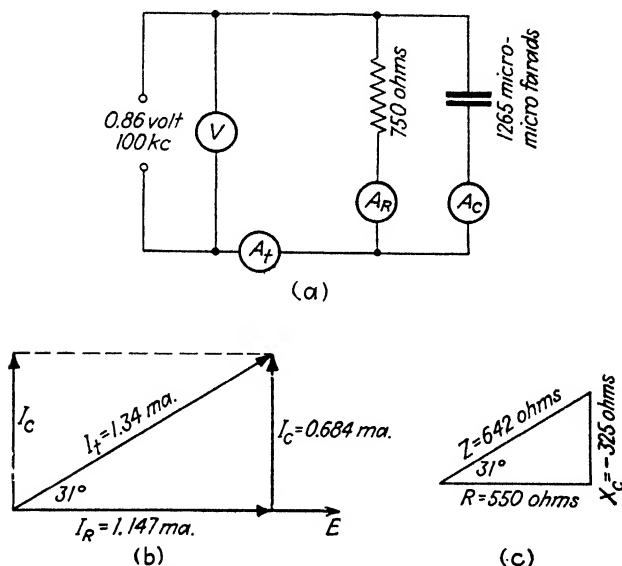 0.86 volt
100 kc
V
750 ohms
1265 micro-
micro farads
A_R
A_C
A_t
(a)
I_C
I_t=1.34 ma.
I_C=0.684 ma.
31°
I_R=1.147 ma.
E
(b)
Z=642 ohms
31°
R=550 ohms
X_C=-325 ohms
(c)